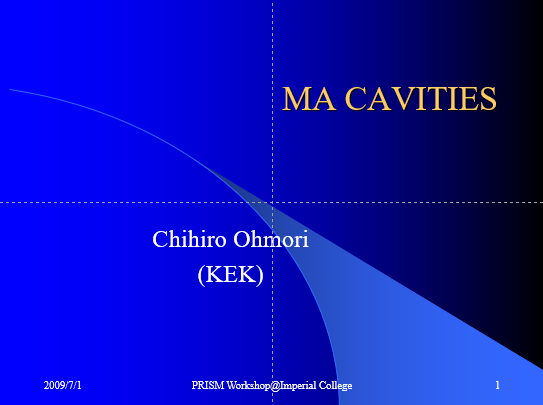 MA CAVITIES
Chihiro Ohmori
(KEK)
2009/7/1
PRISM Workshop@Imperial College
1